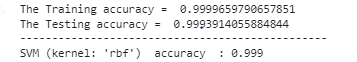 The Training accuracy =  0.9999659790657851
The Testing accuracy =  0.9993914055884844
--------------------------------------------
SVM (kernel: 'rbf')  accuracy  : 0.999